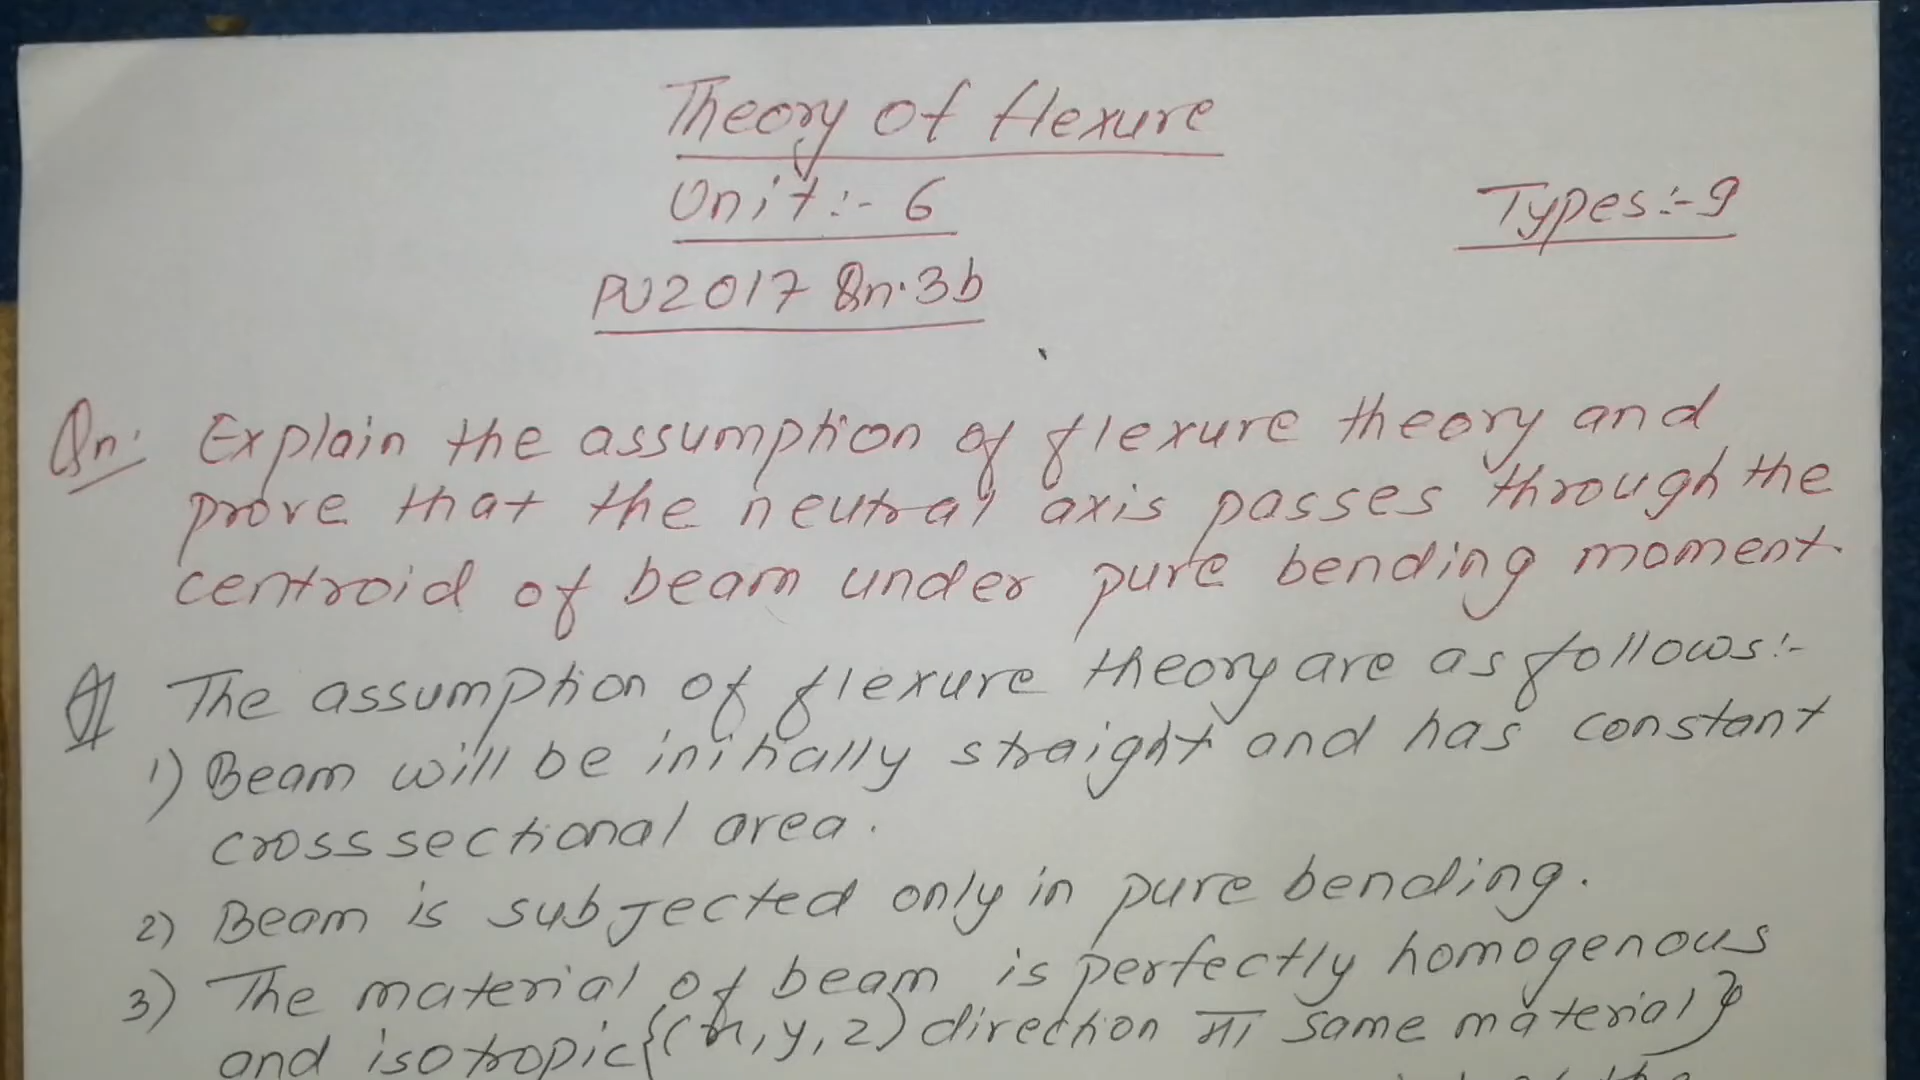 Theory of flexure
Unit:- 6
Types:-9
PU2017 Qn.3b
Qn: Explain the assumption of flexure theory and
prove that the neutral axis passes through the
centroid of beam under pure bending moment.
The assumption of flexure theory are as follows:-
1) Beam will be initially straight and has constant
cross sectional area.
2) Beam is subjected only in pure bending.
3) The material of beam is perfectly homogenous
and isotropic{(x,y,z) direction मा same material}